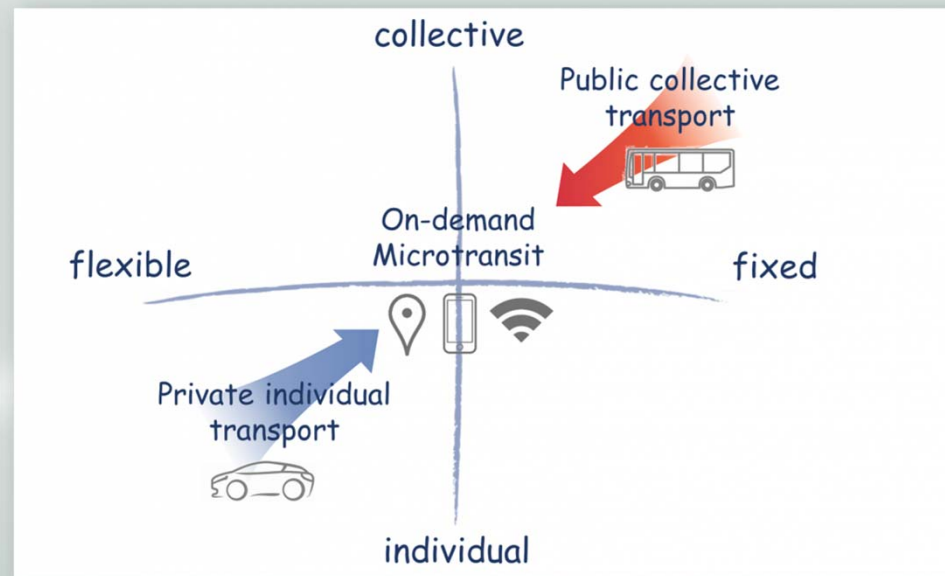 collective
Public collective
transport
On-demand
Microtransit
flexible
fixed
Private individual
transport
individual